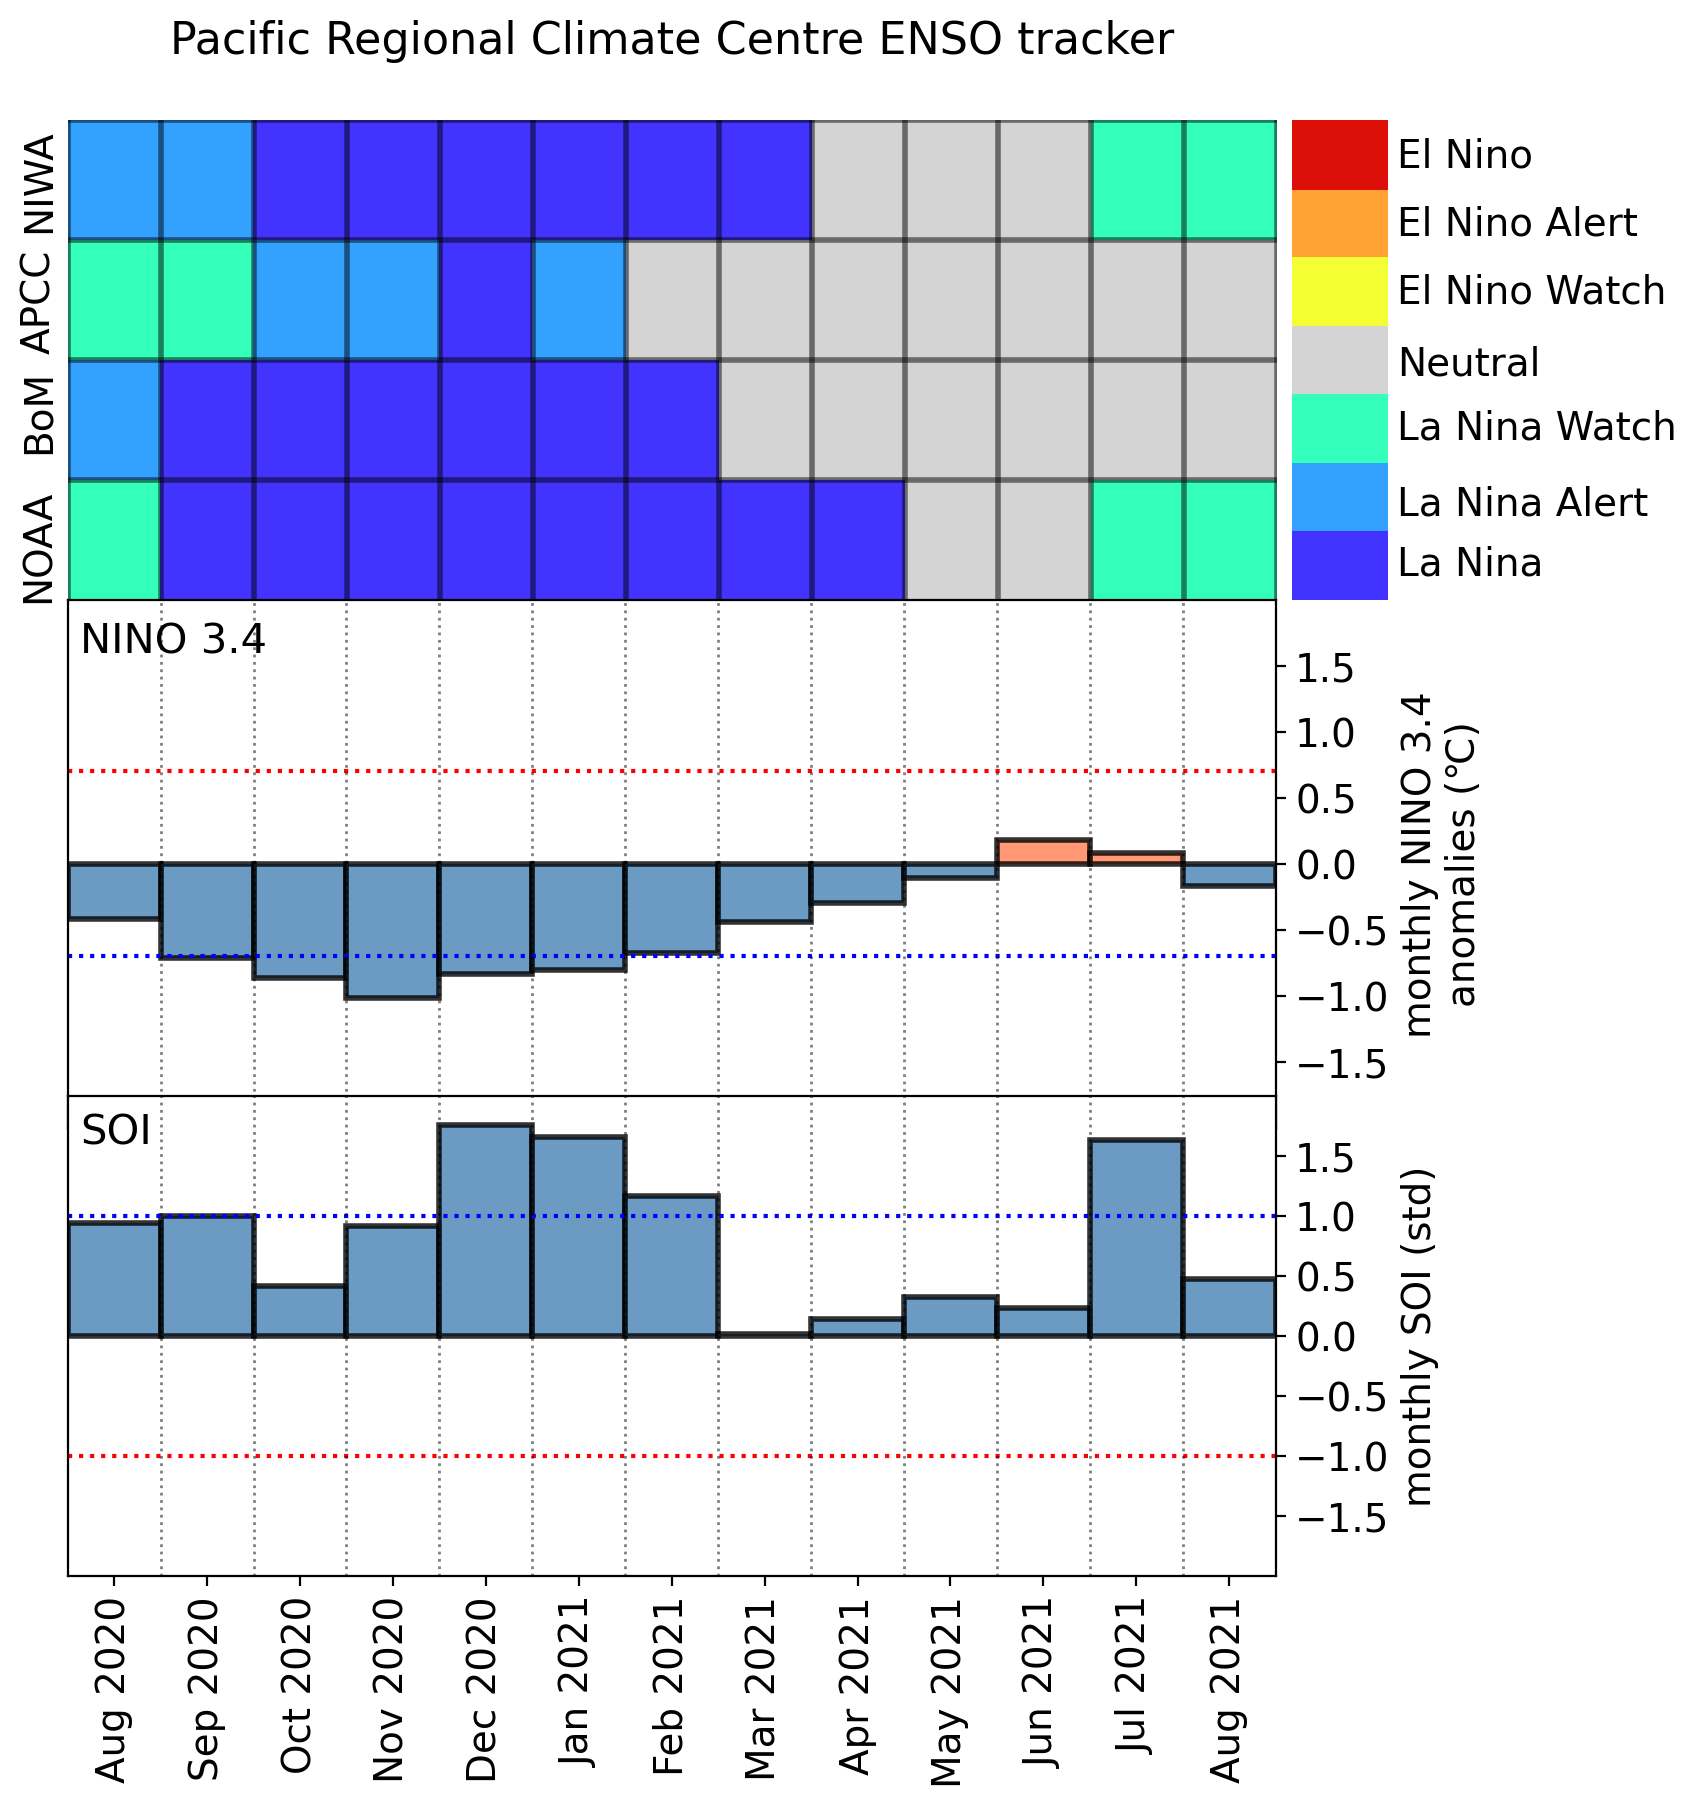 Pacific Regional Climate Centre ENSO tracker
NIWA
APCC
BoM
NOAA
El Nino
El Nino Alert
El Nino Watch
Neutral
La Nina Watch
La Nina Alert
La Nina
NINO 3.4
1.5
1.0
0.5
0.0
−0.5
−1.0
−1.5
monthly NINO 3.4
anomalies (°C)
SOI
1.5
1.0
0.5
0.0
−0.5
−1.0
−1.5
monthly SOI (std)
Aug 2020
Sep 2020
Oct 2020
Nov 2020
Dec 2020
Jan 2021
Feb 2021
Mar 2021
Apr 2021
May 2021
Jun 2021
Jul 2021
Aug 2021